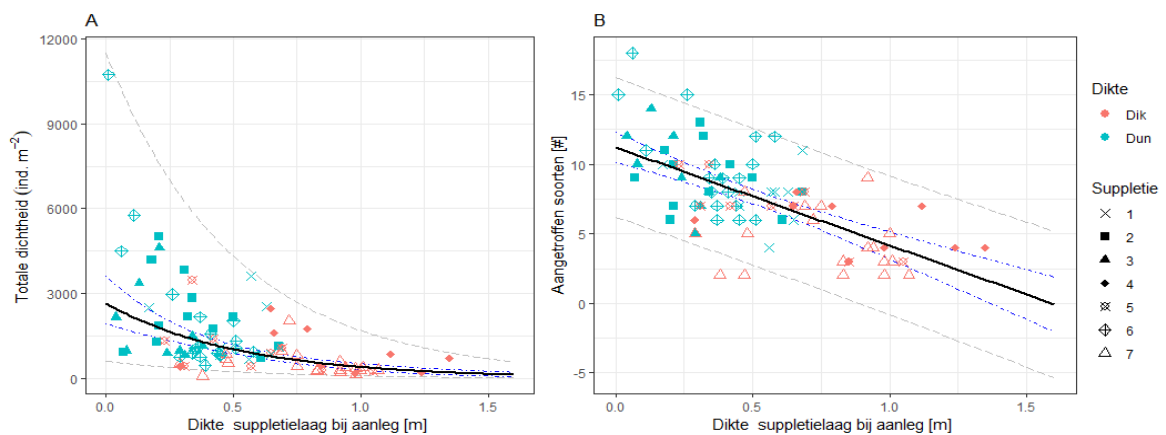 A
Totale dichtheid (ind. m⁻²)
12000
9000
6000
3000
0
0.0
0.5
1.0
1.5
Dikte suppletielaag bij aanleg [m]
B
Aangetroffen soorten [#]
15
10
5
0
-5
0.0
0.5
1.0
1.5
Dikte suppletielaag bij aanleg [m]
Dikte
Dik
Dun
Suppletie
1
2
3
4
5
6
7